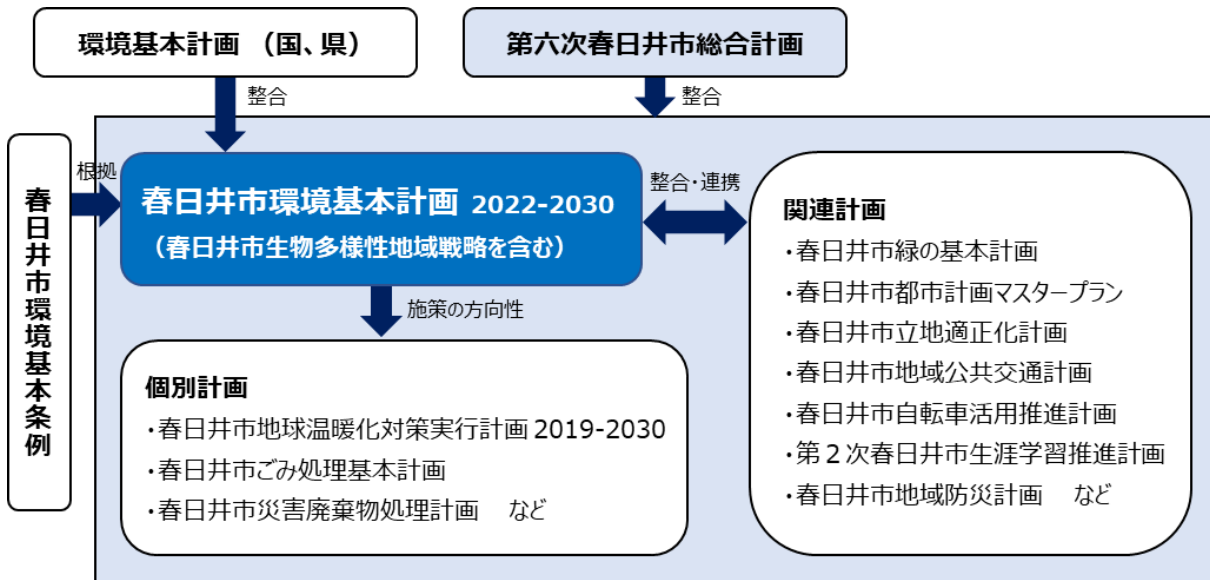 環境基本計画 （国、県）
第六次春日井市総合計画
整合
整合
春日井市環境基本条例
根拠
春日井市環境基本計画 2022-2030
（春日井市生物多様性地域戦略を含む）
整合・連携
施策の方向性
個別計画
・春日井市地球温暖化対策実行計画 2019-2030
・春日井市ごみ処理基本計画
・春日井市災害廃棄物処理計画　など
関連計画
・春日井市緑の基本計画
・春日井市都市計画マスタープラン
・春日井市立地適正化計画
・春日井市地域公共交通計画
・春日井市自転車活用推進計画
・第２次春日井市生涯学習推進計画
・春日井市地域防災計画　など